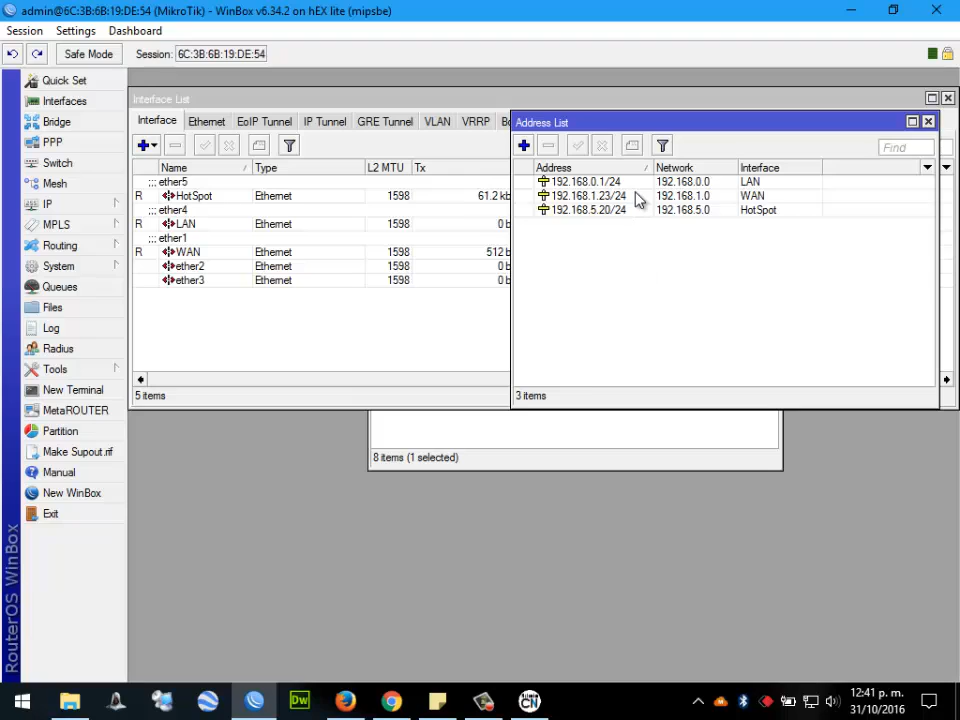 admin@6C:3B:6B:19:DE:54 (MikroTik) - WinBox v6.34.2 on hEX lite (mipsbe)
Session Settings Dashboard
Safe Mode Session: 6C:3B:6B:19:DE:54
Quick Set
Interfaces
Bridge
PPP
Switch
Mesh
IP
MPLS
Routing
System
Queues
Files
Log
Radius
Tools
New Terminal
MetaROUTER
Partition
Make Supout.rif
Manual
New WinBox
Exit
RouterOS WinBox
Interface List
Interface Ethernet EoIP Tunnel IP Tunnel GRE Tunnel VLAN VRRP
Name Type L2 MTU Tx
;;; ether5
R HotSpot Ethernet 1598 61.2 kb
;;; ether4
R LAN Ethernet 1598 0 b
;;; ether1
R WAN Ethernet 1598 512 b
ether2 Ethernet 1598 0 b
ether3 Ethernet 1598 0 b
5 items
Address List
Find
Address Network Interface
192.168.0.1/24 192.168.0.0 LAN
192.168.1.23/24 192.168.1.0 WAN
192.168.5.20/24 192.168.5.0 HotSpot
3 items
8 items (1 selected)
Dw
CN
12:41 p. m.
31/10/2016